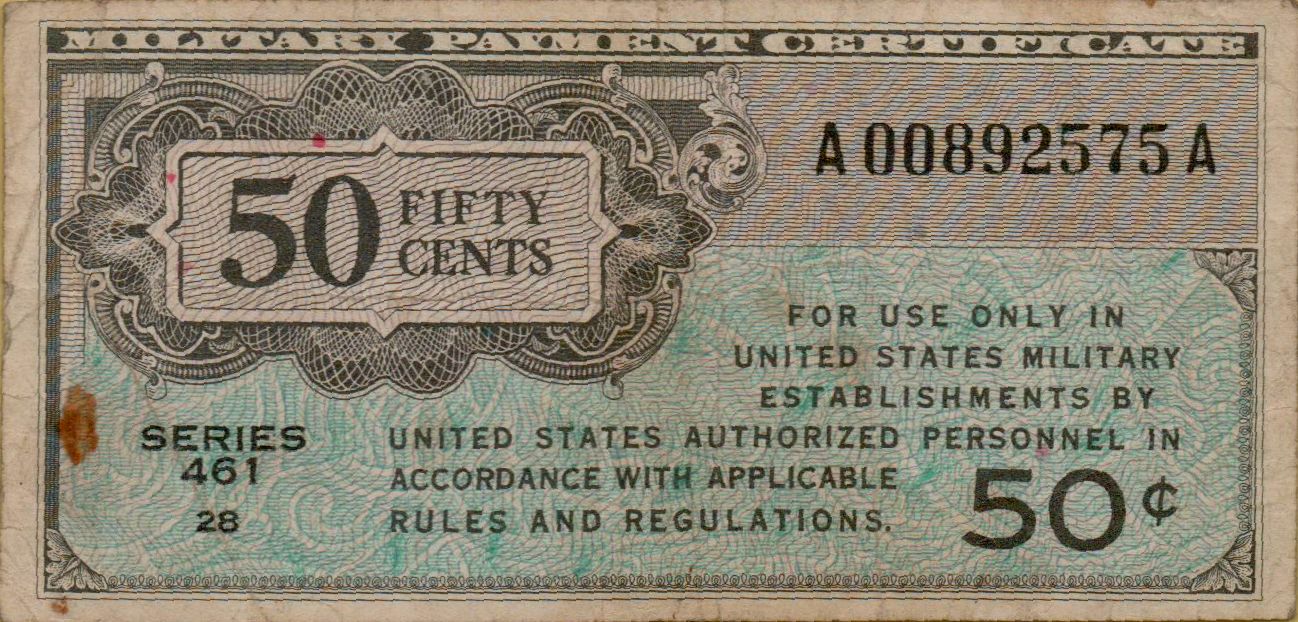 MILITARY PAYMENT CERTIFICATE
A00892575A
50 FIFTY
CENTS
FOR USE ONLY IN
UNITED STATES MILITARY
ESTABLISHMENTS BY
UNITED STATES AUTHORIZED PERSONNEL IN
ACCORDANCE WITH APPLICABLE
RULES AND REGULATIONS.
SERIES
461
28
50¢